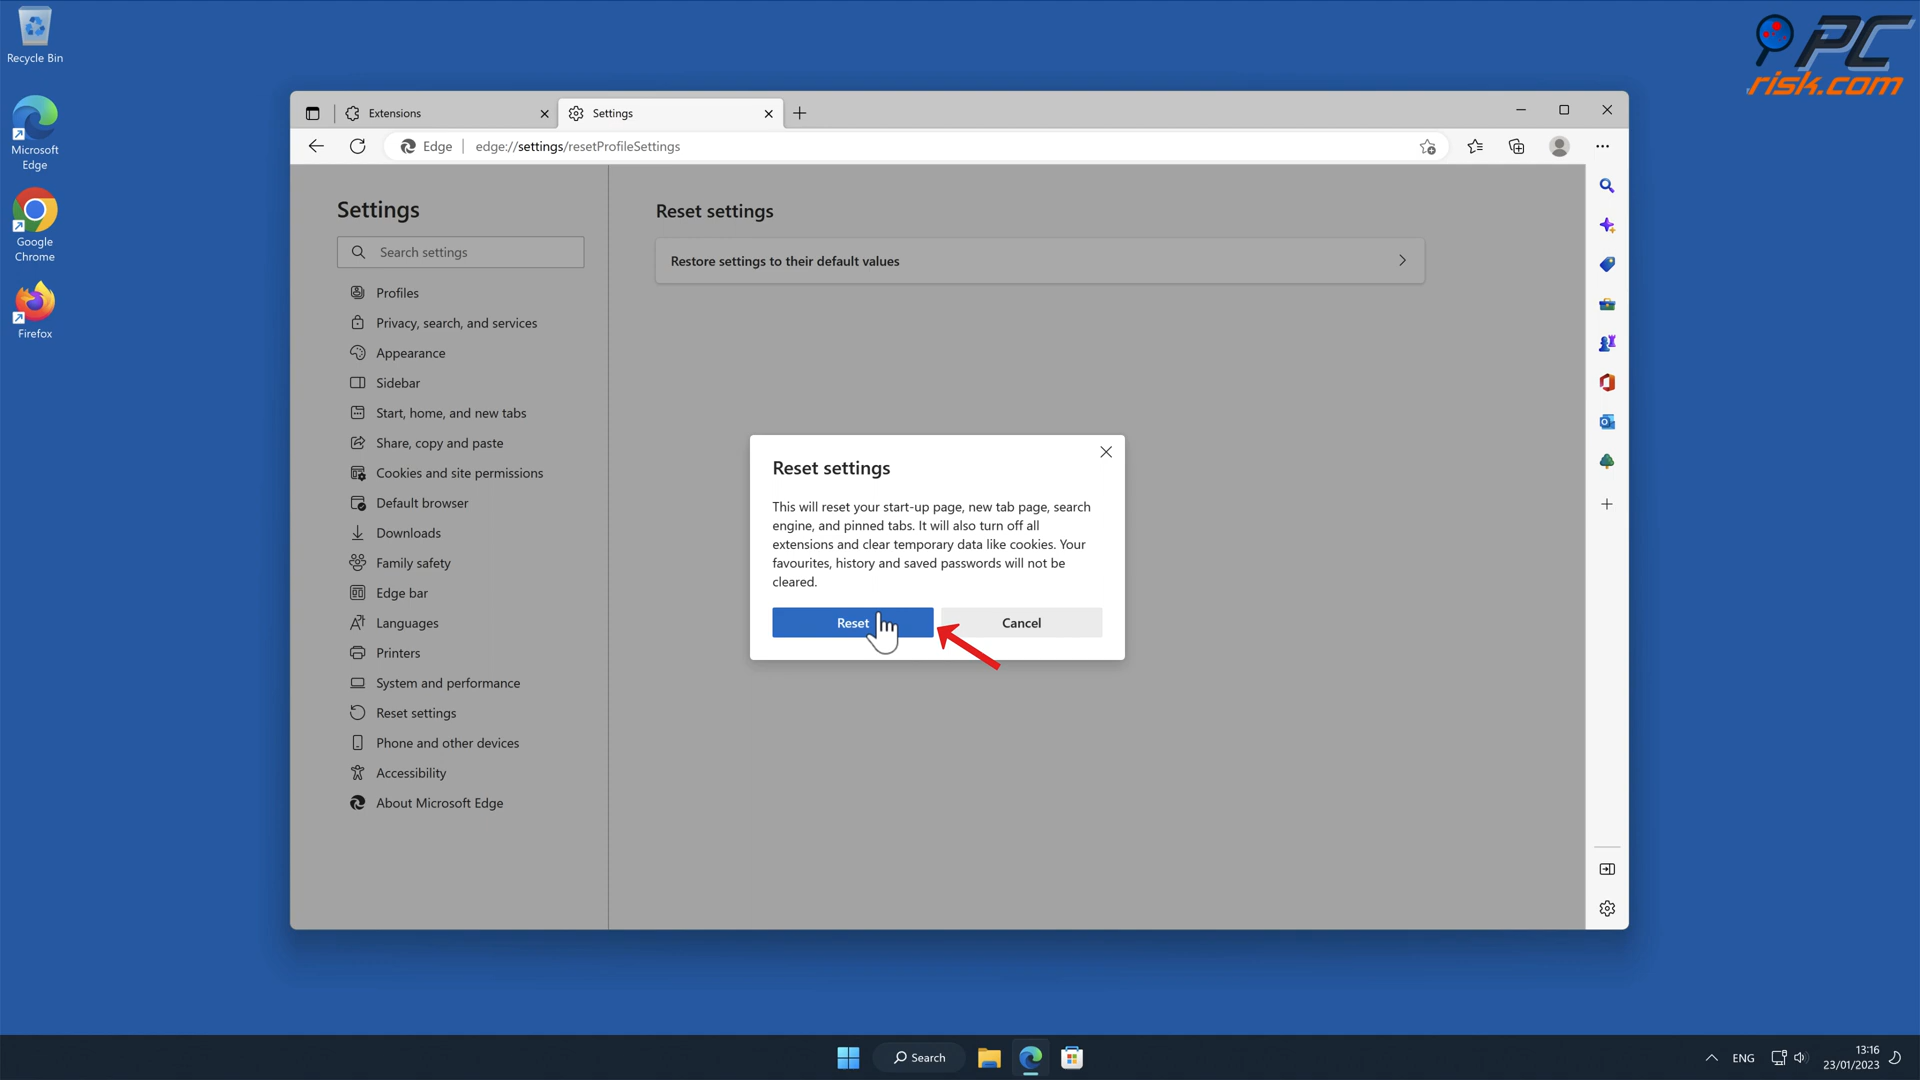 Recycle Bin
Microsoft
Edge
Google
Chrome
Firefox
PC
risk.com
Extensions
Settings
Edge
edge://settings/resetProfileSettings
Settings
Search settings
Profiles
Privacy, search, and services
Appearance
Sidebar
Start, home, and new tabs
Share, copy and paste
Cookies and site permissions
Default browser
Downloads
Family safety
Edge bar
Languages
Printers
System and performance
Reset settings
Phone and other devices
Accessibility
About Microsoft Edge
Reset settings
Restore settings to their default values
Reset settings
This will reset your start-up page, new tab page, search
engine, and pinned tabs. It will also turn off all
extensions and clear temporary data like cookies. Your
favourites, history and saved passwords will not be
cleared.
Reset
Cancel
Search
ENG
13:16
23/01/2023